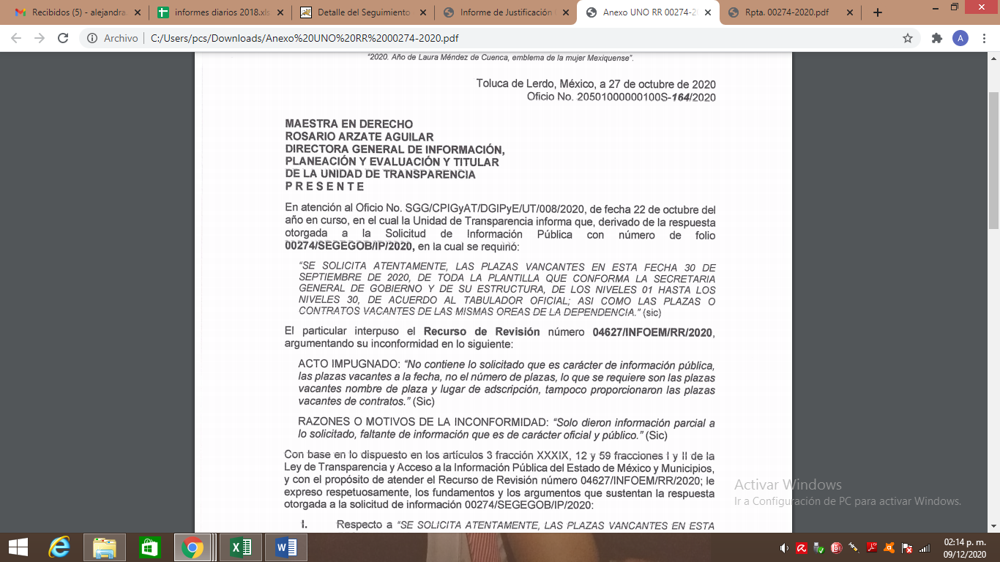 Recibidos (5) - alejandra
informes diarios 2018.xls
Detalle del Seguimiento
Informe de Justificación
Anexo UNO RR 00274-2
Rpta. 00274-2020.pdf
Archivo
C:/Users/pcs/Downloads/Anexo%20UNO%20RR%2000274-2020.pdf
A
"2020. Año de Laura Méndez de Cuenca, emblema de la mujer Mexiquense".
Toluca de Lerdo, México, a 27 de octubre de 2020
Oficio No. 20501000000100S-164/2020
MAESTRA EN DERECHO
ROSARIO ARZATE AGUILAR
DIRECTORA GENERAL DE INFORMACIÓN,
PLANEACIÓN Y EVALUACIÓN Y TITULAR
DE LA UNIDAD DE TRANSPARENCIA
P R E S E N T E
En atención al Oficio No. SGG/CPIGyAT/DGIPyE/UT/008/2020, de fecha 22 de octubre del
año en curso, en el cual la Unidad de Transparencia informa que, derivado de la respuesta
otorgada a la Solicitud de Información Pública con número de folio
00274/SEGEGOB/IP/2020, en la cual se requirió:
"SE SOLICITA ATENTAMENTE, LAS PLAZAS VANCANTES EN ESTA FECHA 30 DE
SEPTIEMBRE DE 2020, DE TODA LA PLANTILLA QUE CONFORMA LA SECRETARIA
GENERAL DE GOBIERNO Y DE SU ESTRUCTURA, DE LOS NIVELES 01 HASTA LOS
NIVELES 30, DE ACUERDO AL TABULADOR OFICIAL; ASI COMO LAS PLAZAS O
CONTRATOS VACANTES DE LAS MISMAS OREAS DE LA DEPENDENCIA." (sic)
El particular interpuso el Recurso de Revisión número 04627/INFOEM/RR/2020,
argumentando su inconformidad en lo siguiente:
ACTO IMPUGNADO: "No contiene lo solicitado que es carácter de información pública,
las plazas vacantes a la fecha, no el número de plazas, lo que se requiere son las plazas
vacantes nombre de plaza y lugar de adscripción, tampoco proporcionaron las plazas
vacantes de contratos." (Sic)
RAZONES O MOTIVOS DE LA INCONFORMIDAD: "Solo dieron información parcial a
lo solicitado, faltante de información que es de carácter oficial y público." (Sic)
Con base en lo dispuesto en los artículos 3 fracción XXXIX, 12 y 59 fracciones I y II de la
Ley de Transparencia y Acceso a la Información Pública del Estado de México y Municipios,
y con el propósito de atender el Recurso de Revisión número 04627/INFOEM/RR/2020; le
expreso respetuosamente, los fundamentos y los argumentos que sustentan la respuesta
otorgada a la solicitud de información 00274/SEGEGOB/IP/2020:
I. Respecto a "SE SOLICITA ATENTAMENTE, LAS PLAZAS VANCANTES EN ESTA
Activar Windows
Ir a Configuración de PC para activar Windows.
02:14 p. m.
09/12/2020